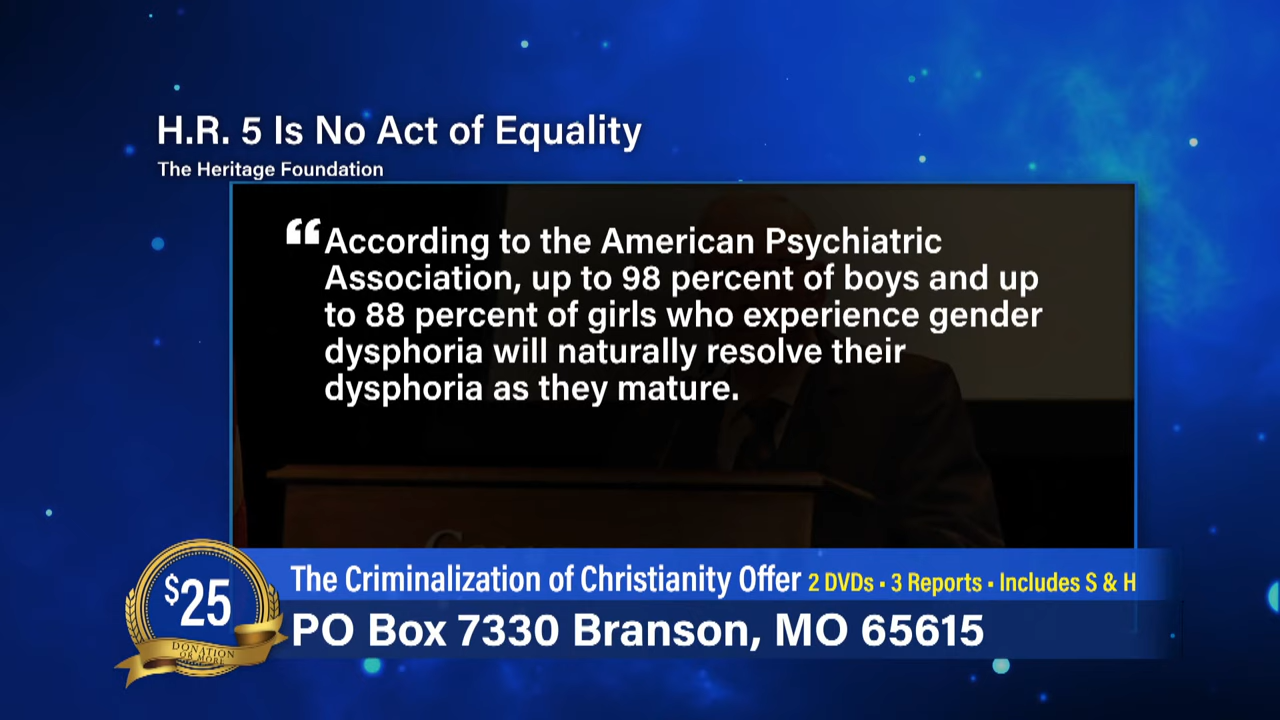 H.R. 5 Is No Act of Equality
The Heritage Foundation
“According to the American Psychiatric
Association, up to 98 percent of boys and up
to 88 percent of girls who experience gender
dysphoria will naturally resolve their
dysphoria as they mature.
$25
DONATION
OR MORE
The Criminalization of Christianity Offer 2 DVDs · 3 Reports · Includes S & H
PO Box 7330 Branson, MO 65615